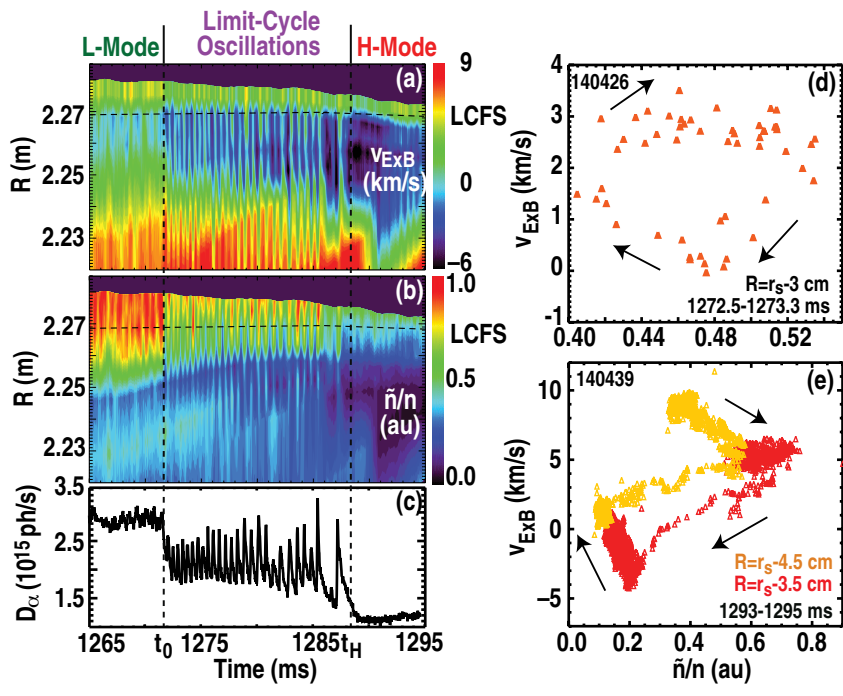 Limit-Cycle
Oscillations
L-Mode
H-Mode
(a)
9
LCFS
0
−6
vExB
(km/s)
R (m)
2.27
2.25
2.23
(b)
1.0
LCFS
0.5
0.0
ñ/n
(au)
R (m)
2.27
2.25
2.23
(c)
Dα (10¹⁵ ph/s)
3.5
2.5
1.5
1265 t₀ 1275 1285 tH 1295
Time (ms)
140426
(d)
vExB (km/s)
4
3
2
1
0
-1
R=rs-3 cm
1272.5-1273.3 ms
0.40 0.44 0.48 0.52
140439
(e)
vExB (km/s)
10
5
0
−5
R=rs-4.5 cm
R=rs-3.5 cm
1293-1295 ms
0.0 0.2 0.4 0.6 0.8
ñ/n (au)